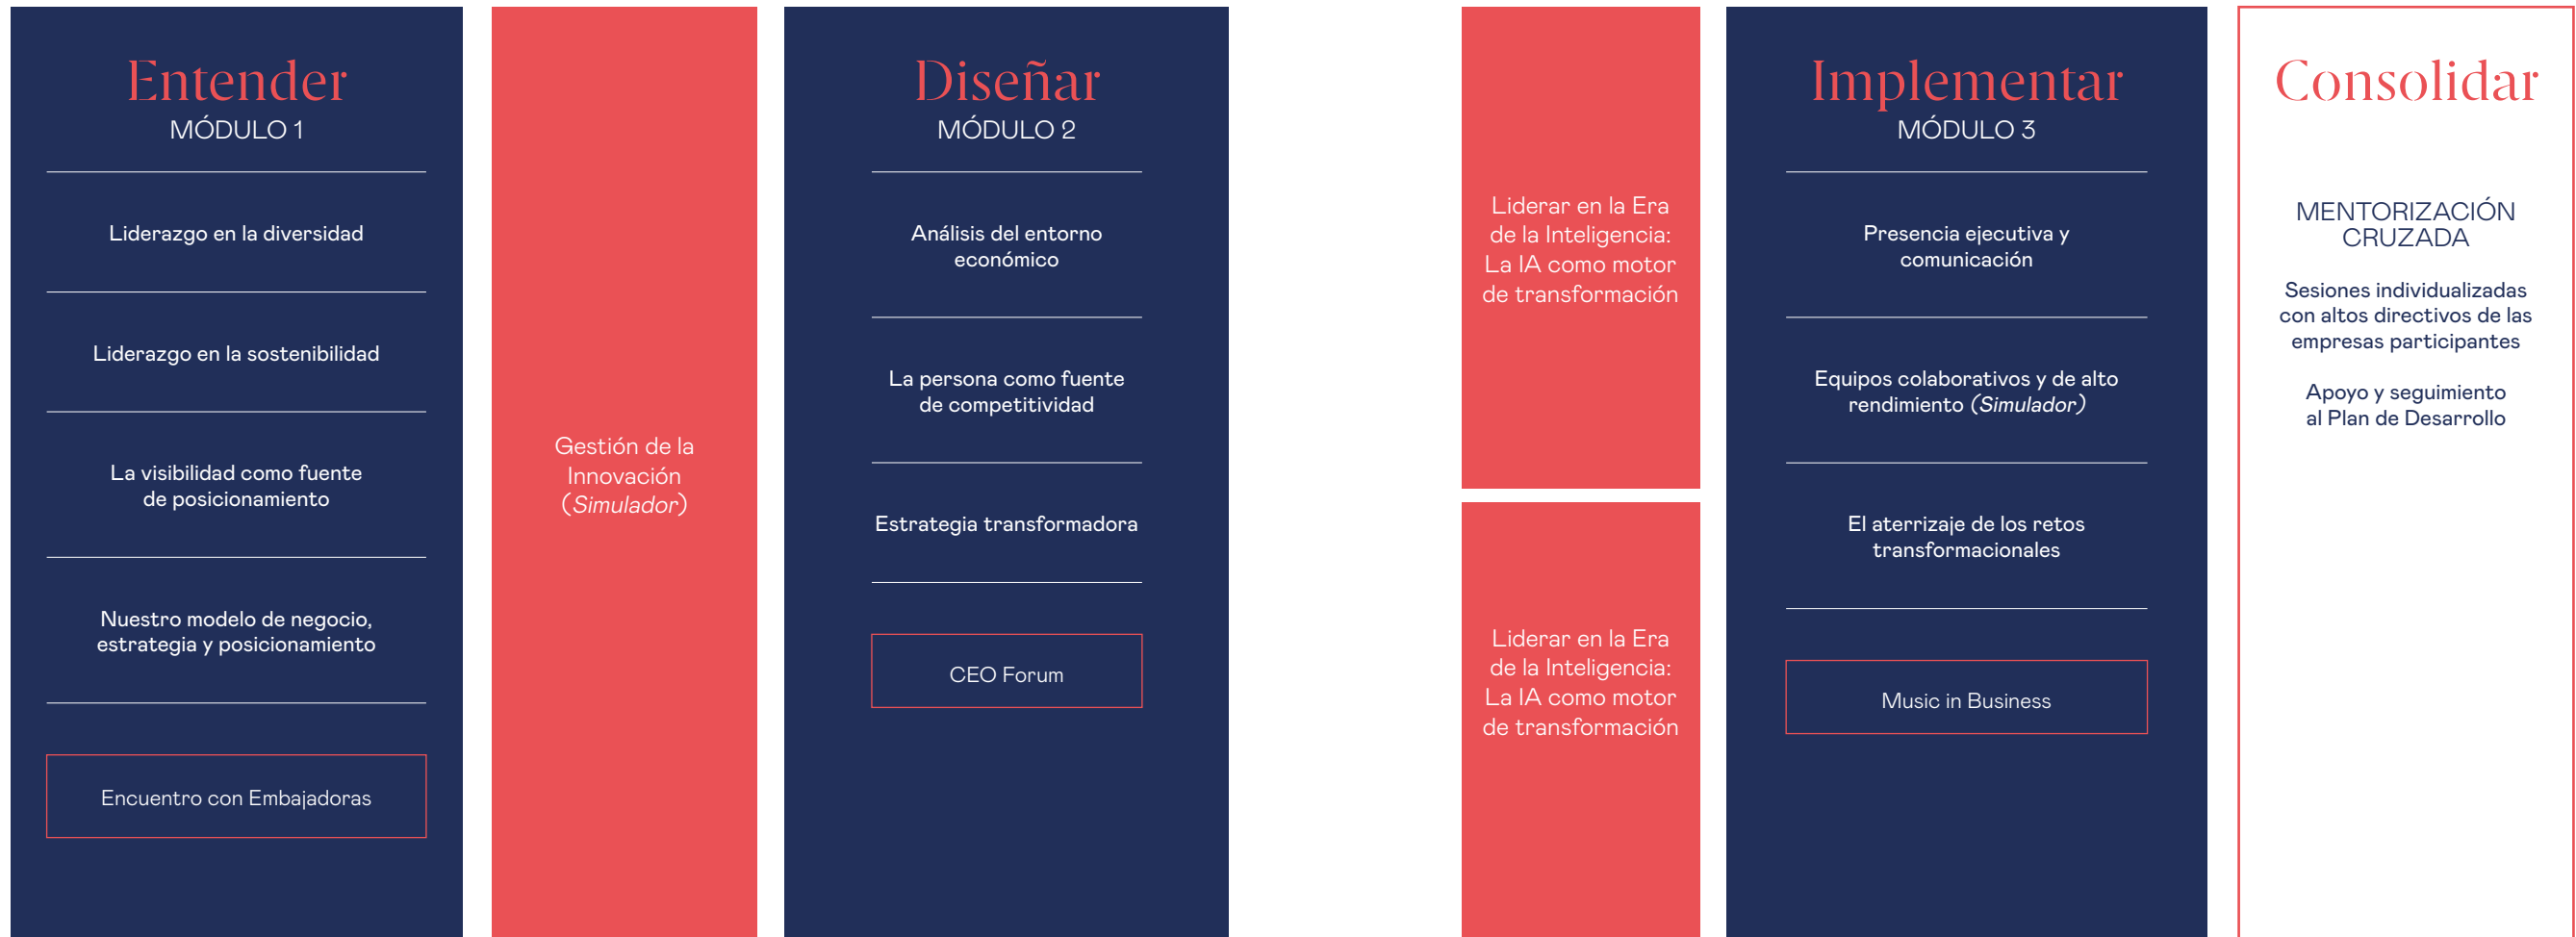 Entender
MÓDULO 1
Liderazgo en la diversidad
Liderazgo en la sostenibilidad
La visibilidad como fuente
de posicionamiento
Nuestro modelo de negocio,
estrategia y posicionamiento
Encuentro con Embajadoras
Gestión de la
Innovación
(Simulador)
Diseñar
MÓDULO 2
Análisis del entorno
económico
La persona como fuente
de competitividad
Estrategia transformadora
CEO Forum
Liderar en la Era
de la Inteligencia:
La IA como motor
de transformación
Liderar en la Era
de la Inteligencia:
La IA como motor
de transformación
Implementar
MÓDULO 3
Presencia ejecutiva y
comunicación
Equipos colaborativos y de alto
rendimiento (Simulador)
El aterrizaje de los retos
transformacionales
Music in Business
Consolidar
MENTORIZACIÓN
CRUZADA
Sesiones individualizadas
con altos directivos de las
empresas participantes
Apoyo y seguimiento
al Plan de Desarrollo